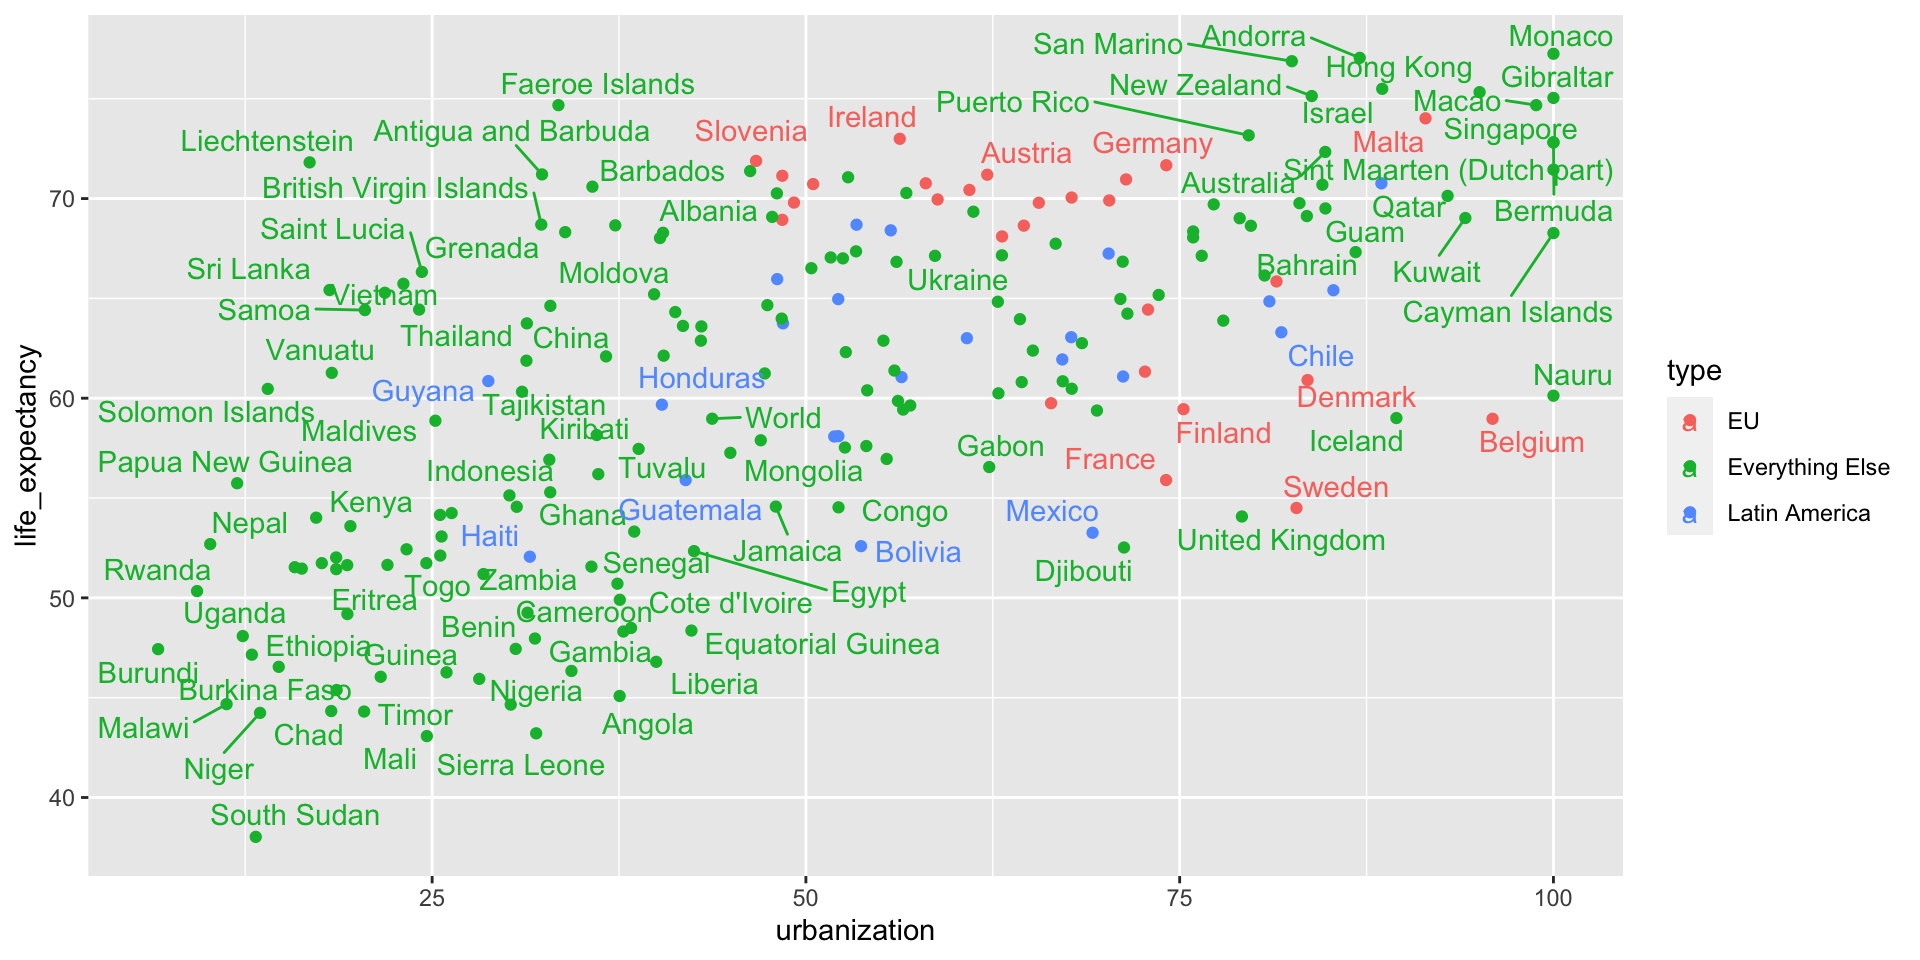 San Marino
Andorra
Monaco
Hong Kong
Gibraltar
Faeroe Islands
New Zealand
Puerto Rico
Macao
Israel
Ireland
Slovenia
Antigua and Barbuda
Singapore
Liechtenstein
Malta
Germany
Austria
Barbados
Sint Maarten (Dutch part)
Australia
British Virgin Islands
Qatar
Albania
Bermuda
Saint Lucia
Guam
Grenada
Sri Lanka
Moldova
Bahrain
Kuwait
Ukraine
Vietnam
Samoa
Cayman Islands
Thailand
China
Vanuatu
Chile
Nauru
Honduras
Guyana
Denmark
Tajikistan
Solomon Islands
World
Kiribati
Maldives
Finland
Iceland
Belgium
Gabon
Papua New Guinea
France
Indonesia
Tuvalu
Mongolia
Sweden
Kenya
Guatemala
Congo
Mexico
Ghana
Nepal
Haiti
United Kingdom
Jamaica
Bolivia
Senegal
Rwanda
Djibouti
Zambia
Togo
Egypt
Eritrea
Cote d'Ivoire
Uganda
Cameroon
Benin
Ethiopia
Equatorial Guinea
Gambia
Guinea
Burundi
Liberia
Burkina Faso
Nigeria
Timor
Angola
Malawi
Chad
Mali
Sierra Leone
Niger
South Sudan
70
60
50
40
life_expectancy
25
50
75
100
urbanization
type
a EU
a Everything Else
a Latin America